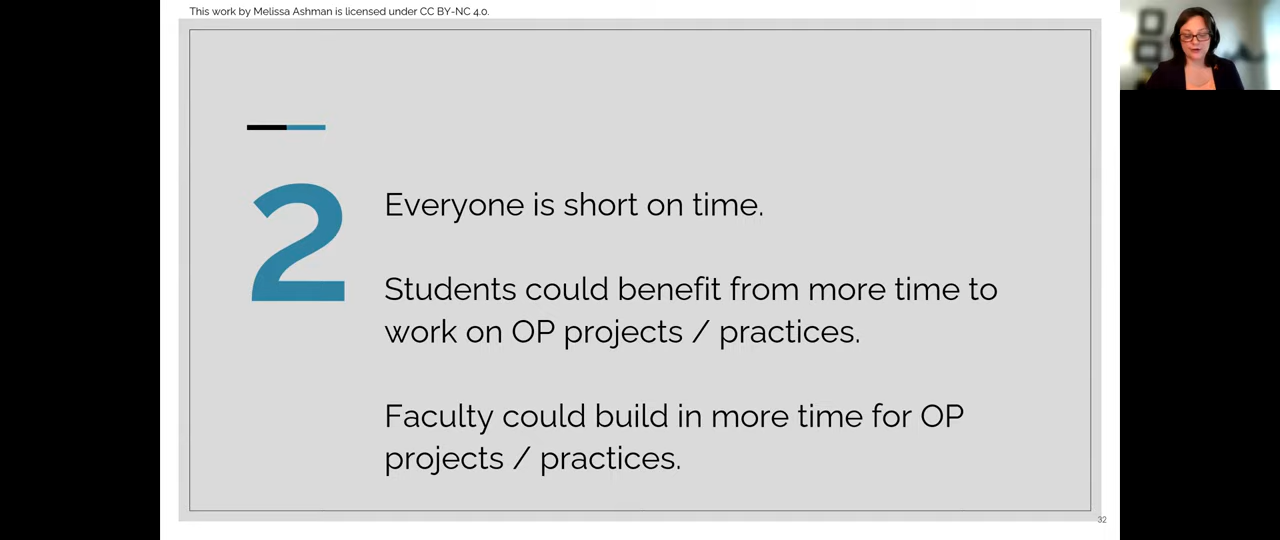 This work by Melissa Ashman is licensed under CC BY-NC 4.0.
2
Everyone is short on time.
Students could benefit from more time to
work on OP projects / practices.
Faculty could build in more time for OP
projects / practices.
32